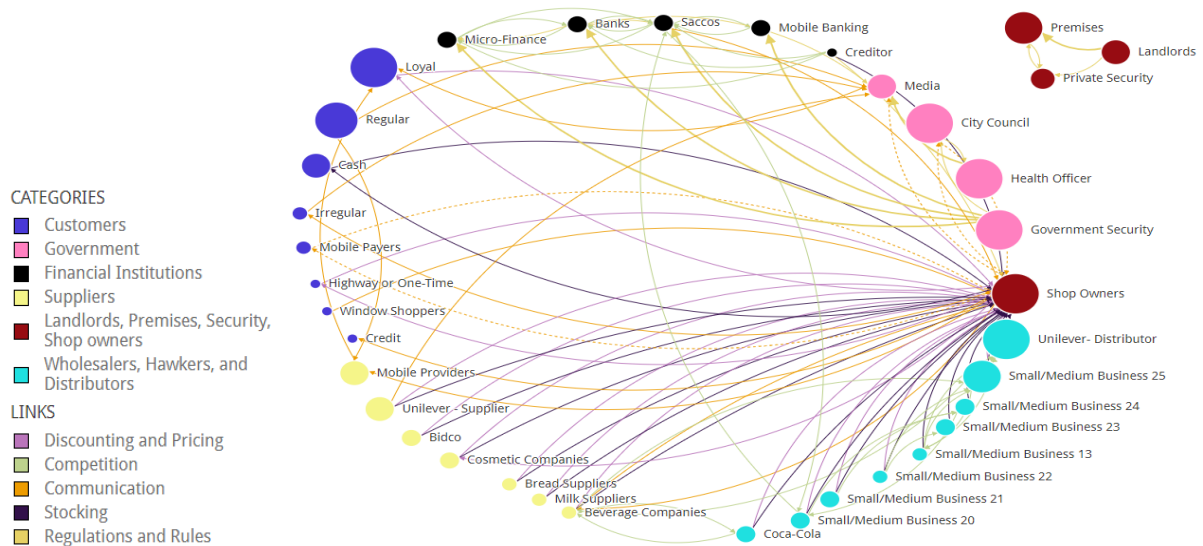 Micro-Finance
Banks
Saccos
Mobile Banking
Creditor
Premises
Landlords
Private Security
Loyal
Regular
Cash
Irregular
Mobile Payers
Highway or One-Time
Window Shoppers
Credit
Mobile Providers
Unilever - Supplier
Bidco
Cosmetic Companies
Bread Suppliers
Milk Suppliers
Beverage Companies
Media
City Council
Health Officer
Government Security
Shop Owners
Unilever- Distributor
Small/Medium Business 25
Small/Medium Business 24
Small/Medium Business 23
Small/Medium Business 13
Small/Medium Business 22
Small/Medium Business 21
Small/Medium Business 20
Coca-Cola
CATEGORIES
Customers
Government
Financial Institutions
Suppliers
Landlords, Premises, Security,
Shop owners
Wholesalers, Hawkers, and
Distributors
LINKS
Discounting and Pricing
Competition
Communication
Stocking
Regulations and Rules